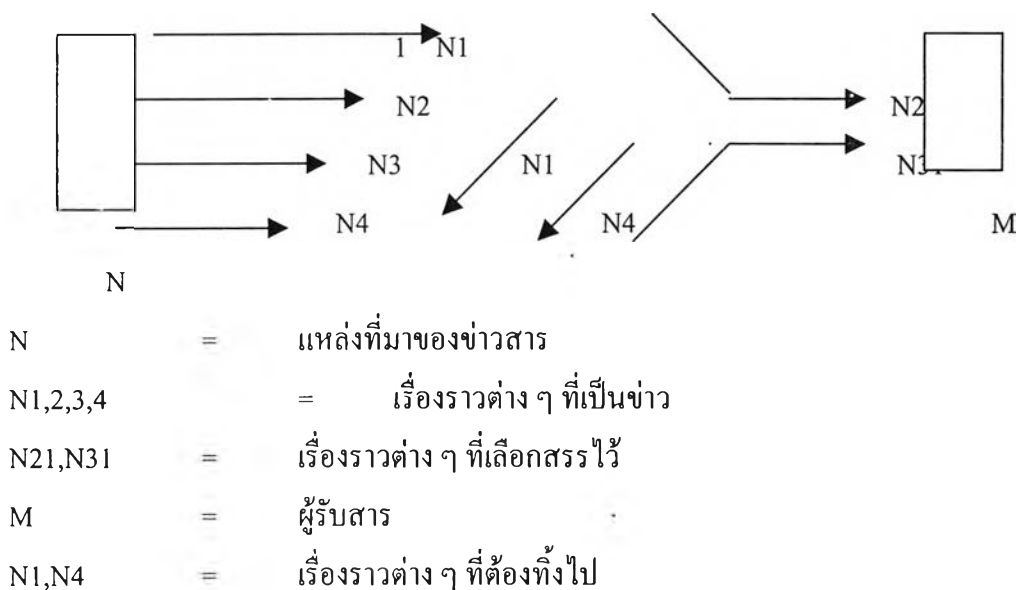 1 N1
N2 N2
N3 N1 N31
N4 N4 M
N
N = แหล่งที่มาของข่าวสาร
N1,2,3,4 = เรื่องราวต่าง ๆ ที่เป็นข่าว
N21,N31 = เรื่องราวต่าง ๆ ที่เลือกสรรไว้
M = ผู้รับสาร
N1,N4 = เรื่องราวต่าง ๆ ที่ต้องทิ้งไป